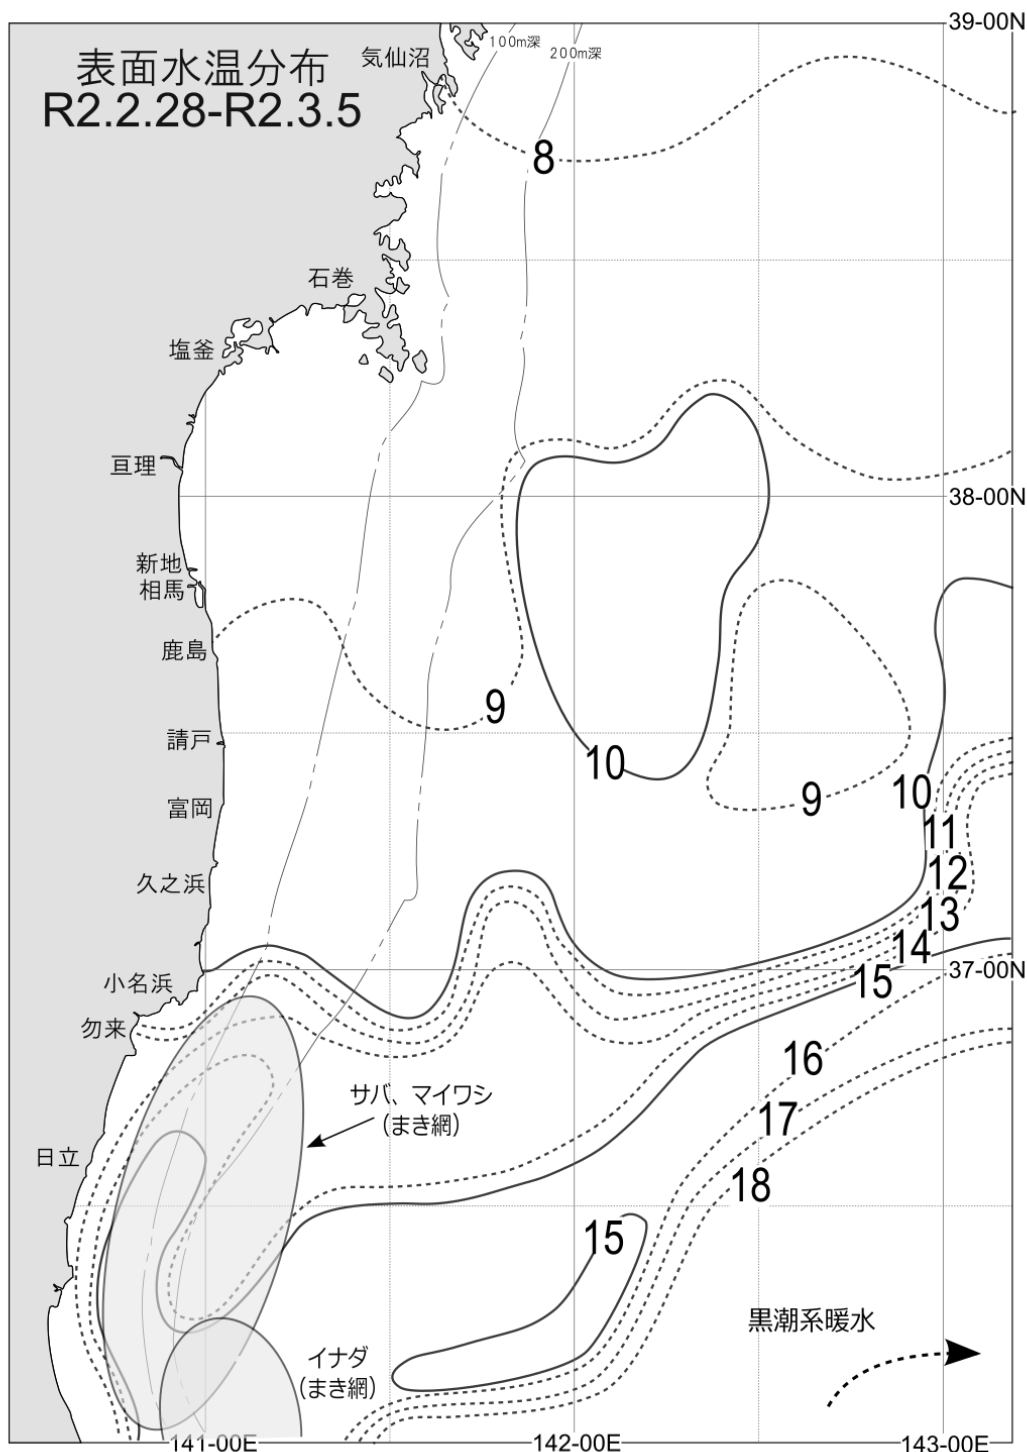 39-00N
100m深
200m深
気仙沼
表面水温分布
R2.2.28-R2.3.5
8
石巻
塩釜
亘理
38-00N
新地
相馬
鹿島
9
請戸
10
9
10
富岡
11
12
久之浜
13
14
15
37-00N
小名浜
勿来
16
サバ、マイワシ
(まき網)
17
日立
18
15
黒潮系暖水
イナダ
(まき網)
141-00E
142-00E
143-00E